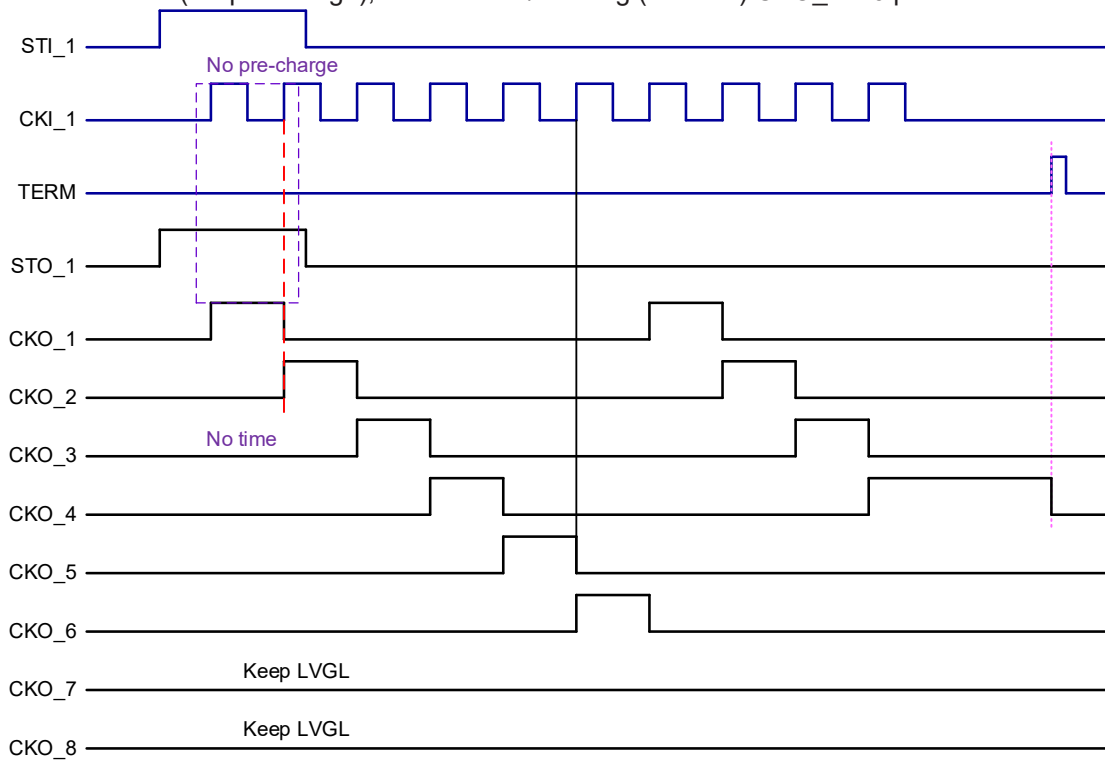 STI_1
No pre-charge
CKI_1
TERM
STO_1
CKO_1
CKO_2
No time
CKO_3
CKO_4
CKO_5
CKO_6
Keep LVGL
CKO_7
Keep LVGL
CKO_8